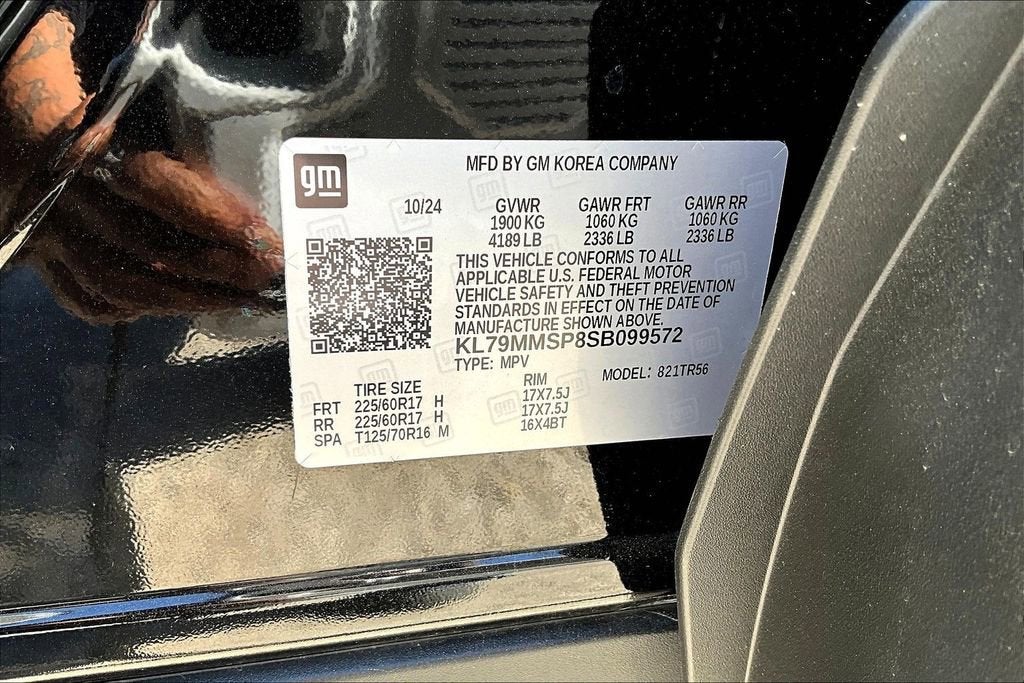 gm
MFD BY GM KOREA COMPANY
10/24 GVWR GAWR FRT GAWR RR
1900 KG 1060 KG 1060 KG
4189 LB 2336 LB 2336 LB
THIS VEHICLE CONFORMS TO ALL
APPLICABLE U.S. FEDERAL MOTOR
VEHICLE SAFETY AND THEFT PREVENTION
STANDARDS IN EFFECT ON THE DATE OF
MANUFACTURE SHOWN ABOVE.
KL79MMSP8SB099572
TYPE: MPV MODEL: 821TR56
TIRE SIZE RIM
FRT 225/60R17 H 17X7.5J
RR 225/60R17 H 17X7.5J
SPA T125/70R16 M 16X4BT